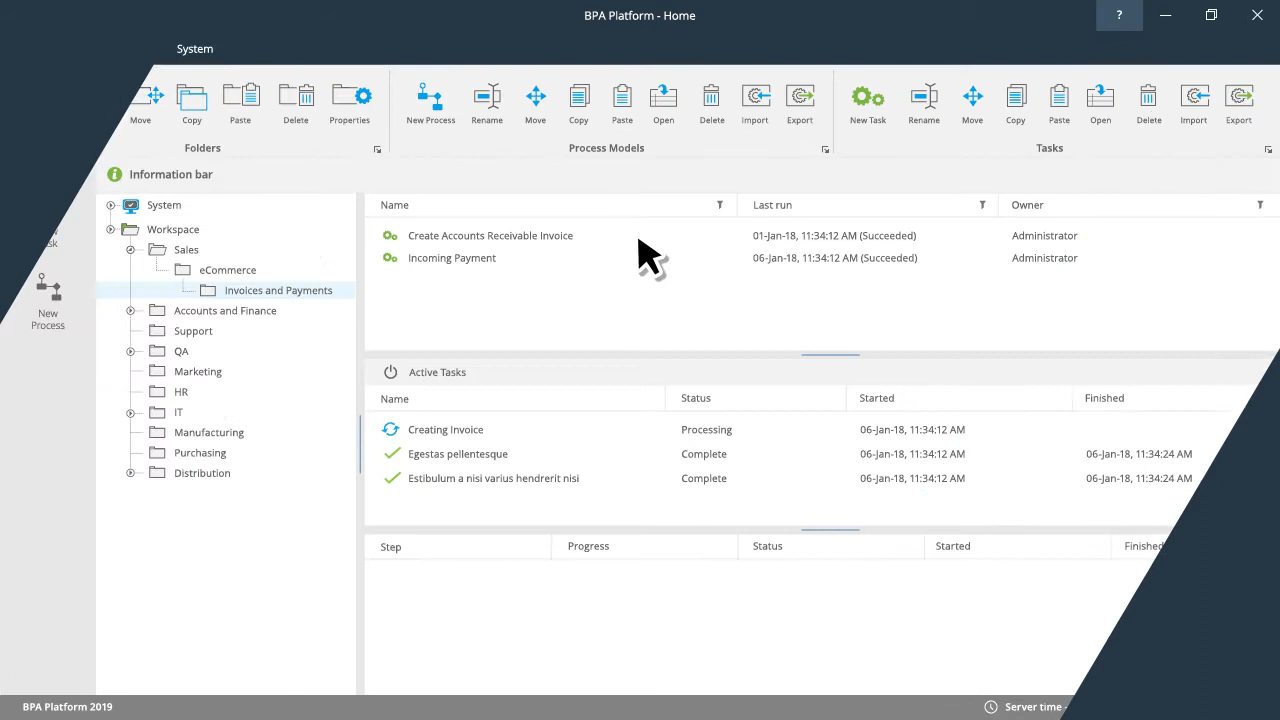 BPA Platform - Home
?
System
Move Copy Paste Delete Properties New Process Rename Move Copy Paste Open Delete Import Export New Task Rename Move Copy Paste Open Delete Import Export
Folders Process Models Tasks
Information bar
New
Process
System
Workspace
Sales
eCommerce
Invoices and Payments
Accounts and Finance
Support
QA
Marketing
HR
IT
Manufacturing
Purchasing
Distribution
Name Last run Owner
Create Accounts Receivable Invoice 01-Jan-18, 11:34:12 AM (Succeeded) Administrator
Incoming Payment 06-Jan-18, 11:34:12 AM (Succeeded) Administrator
Active Tasks
Name Status Started Finished
Creating Invoice Processing 06-Jan-18, 11:34:12 AM
Egestas pellentesque Complete 06-Jan-18, 11:34:12 AM 06-Jan-18, 11:34:24 AM
Estibulum a nisi varius hendrerit nisi Complete 06-Jan-18, 11:34:12 AM 06-Jan-18, 11:34:24 AM
Step Progress Status Started Finished
BPA Platform 2019 Server time -